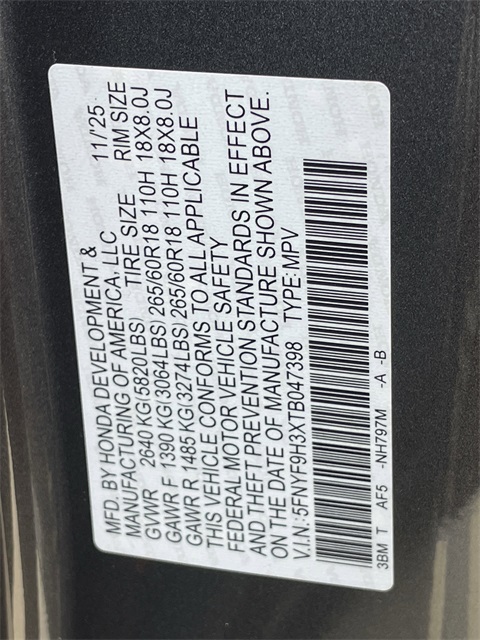 MFD. BY HONDA DEVELOPMENT & 11/'25
MANUFACTURING OF AMERICA, LLC
TIRE SIZE RIM SIZE
GVWR 2640 KG(5820LBS)
GAWR F 1390 KG(3064LBS) 265/60R18 110H 18X8.0J
GAWR R 1485 KG(3274LBS) 265/60R18 110H 18X8.0J
THIS VEHICLE CONFORMS TO ALL APPLICABLE
FEDERAL MOTOR VEHICLE SAFETY
AND THEFT PREVENTION STANDARDS IN EFFECT
ON THE DATE OF MANUFACTURE SHOWN ABOVE.
V.I.N.: 5FNYF9H3XTB047398 TYPE: MPV
3BM T AF5 -NH797M -A -B